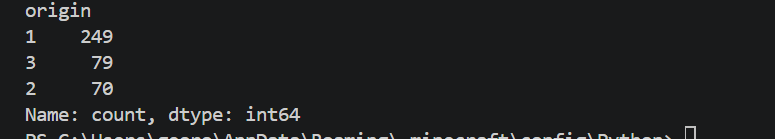 origin
1    249
3     79
2     70
Name: count, dtype: int64